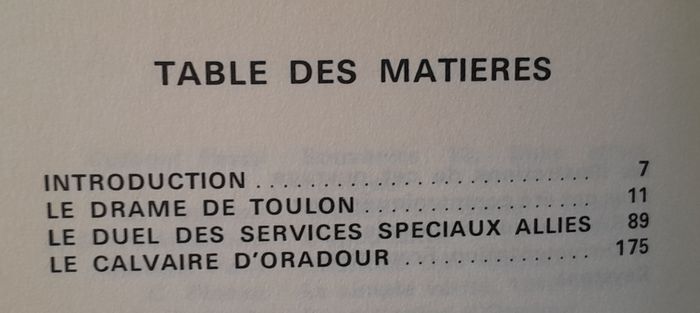 TABLE DES MATIERES
INTRODUCTION ........................... 7
LE DRAME DE TOULON .................. 11
LE DUEL DES SERVICES SPECIAUX ALLIES 89
LE CALVAIRE D'ORADOUR ............... 175